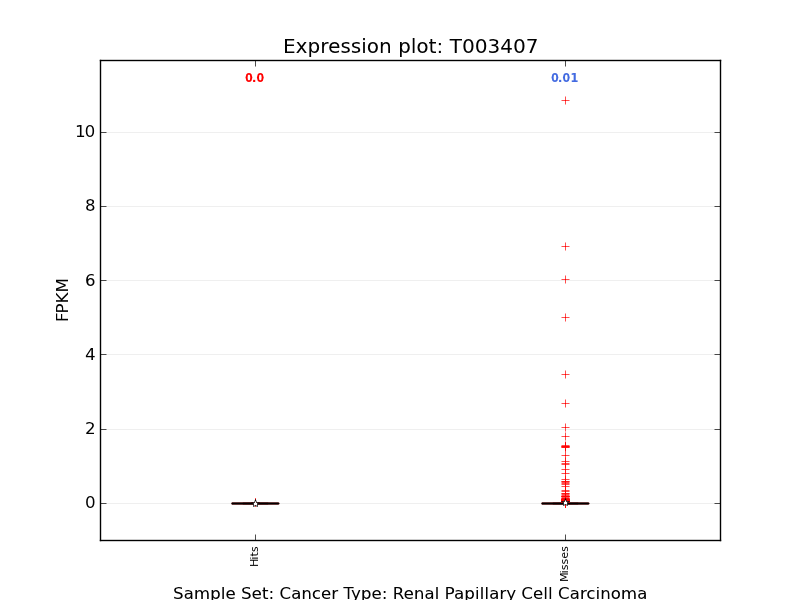 Expression plot: T003407
0.0 0.01
10
8
6
4
2
0
FPKM
Hits Misses
Sample Set: Cancer Type: Renal Papillary Cell Carcinoma